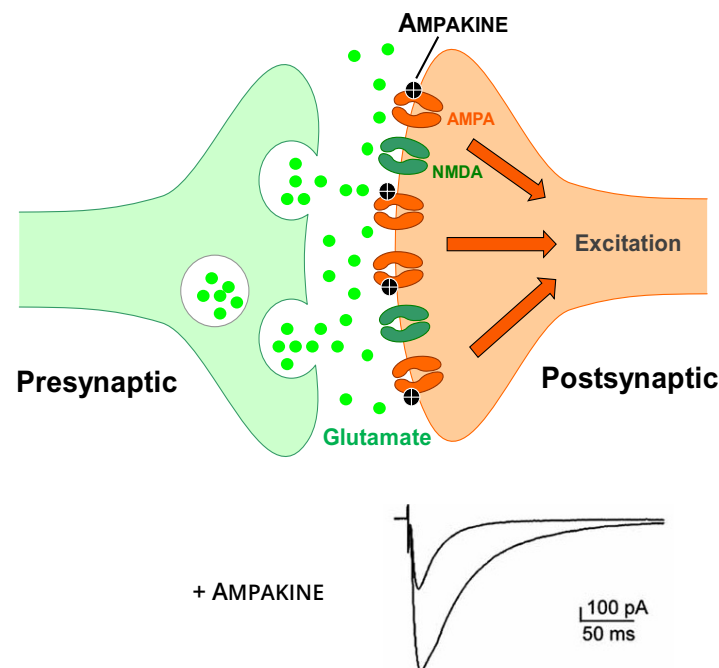 AMPAKINE
AMPA
NMDA
Excitation
Presynaptic
Postsynaptic
Glutamate
+ AMPAKINE
100 pA
50 ms